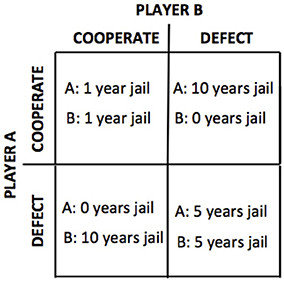 PLAYER B
COOPERATE DEFECT
PLAYER A
COOPERATE
A: 1 year jail
B: 1 year jail
A: 10 years jail
B: 0 years jail
DEFECT
A: 0 years jail
B: 10 years jail
A: 5 years jail
B: 5 years jail